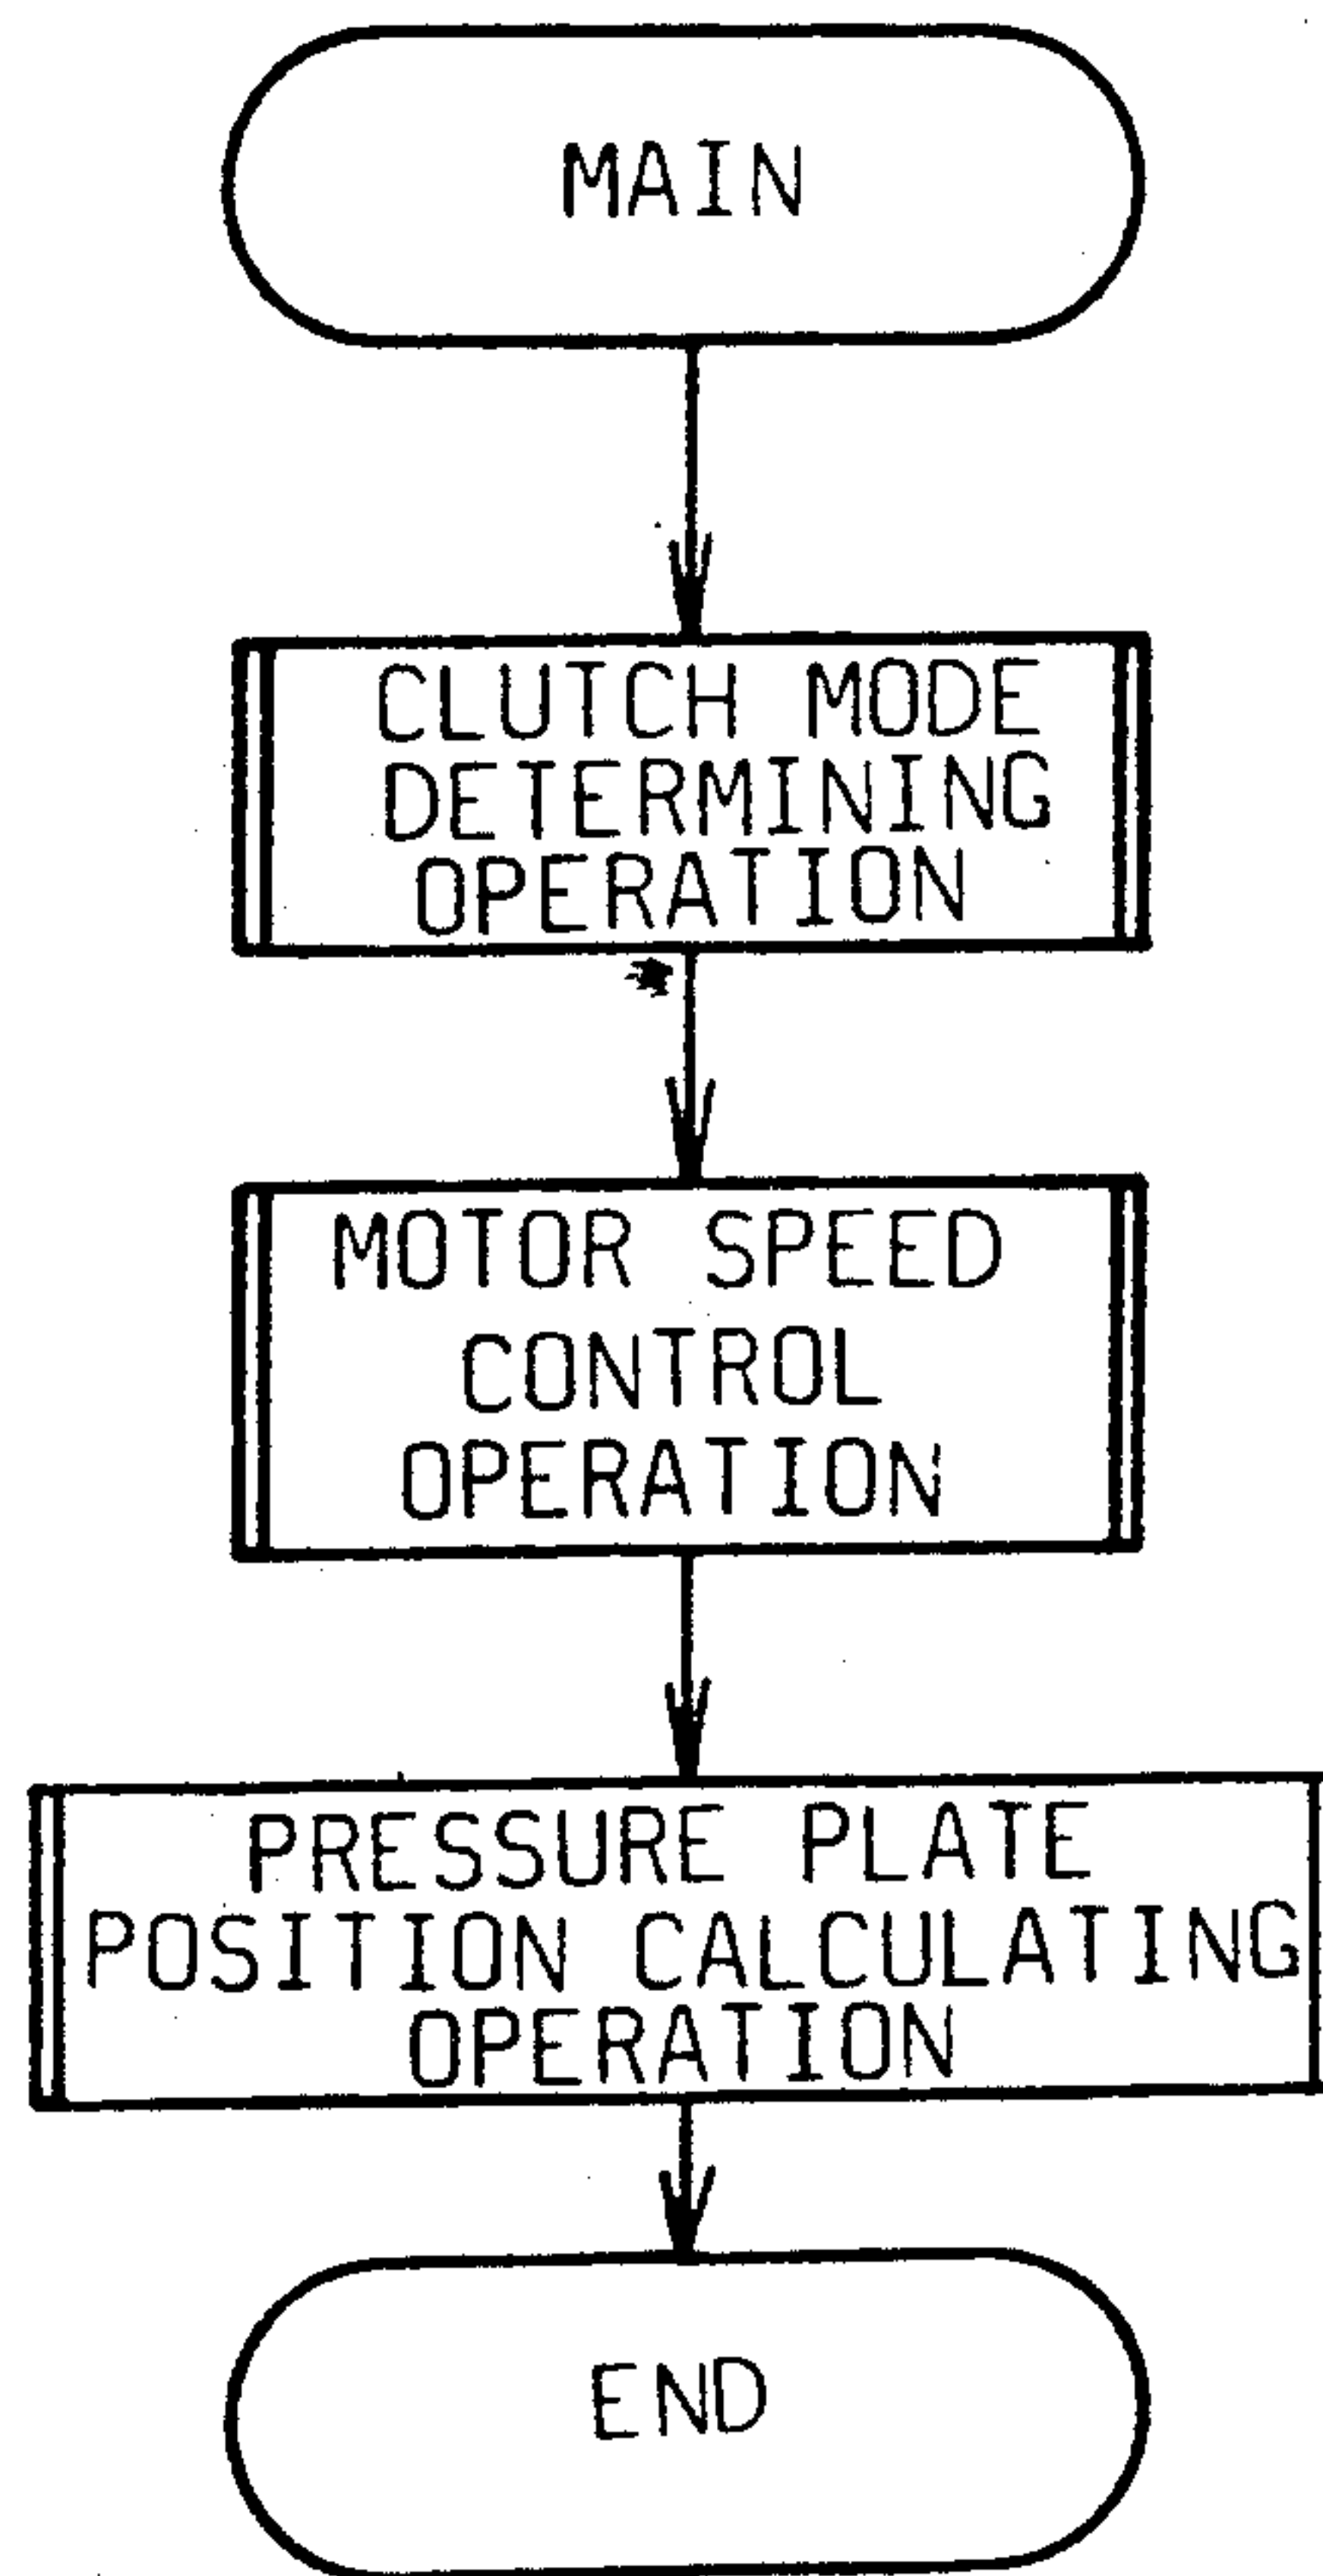 MAIN
CLUTCH MODE
DETERMINING
OPERATION
MOTOR SPEED
CONTROL
OPERATION
PRESSURE PLATE
POSITION CALCULATING
OPERATION
END